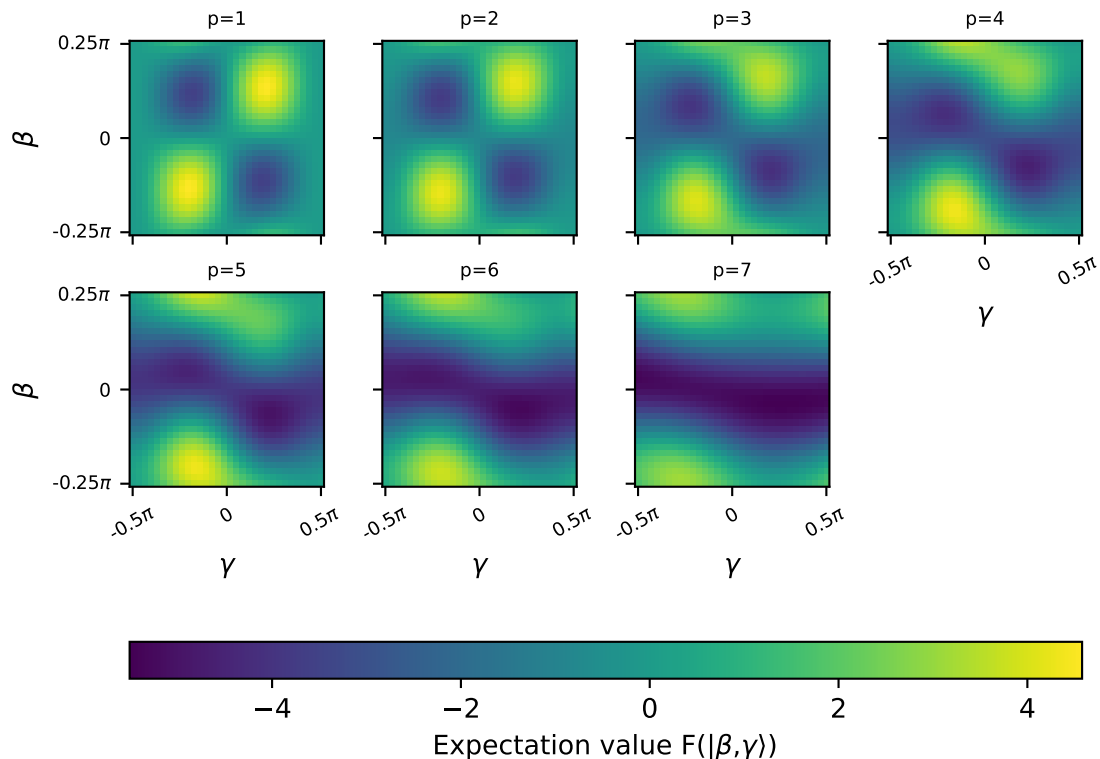 p=1 p=2 p=3 p=4
0.25π
β
0
-0.25π
-0.5π 0 0.5π
γ
p=5 p=6 p=7
0.25π
β
0
-0.25π
-0.5π 0 0.5π -0.5π 0 0.5π -0.5π 0 0.5π
γ γ γ
−4 −2 0 2 4
Expectation value F(|β,γ⟩)